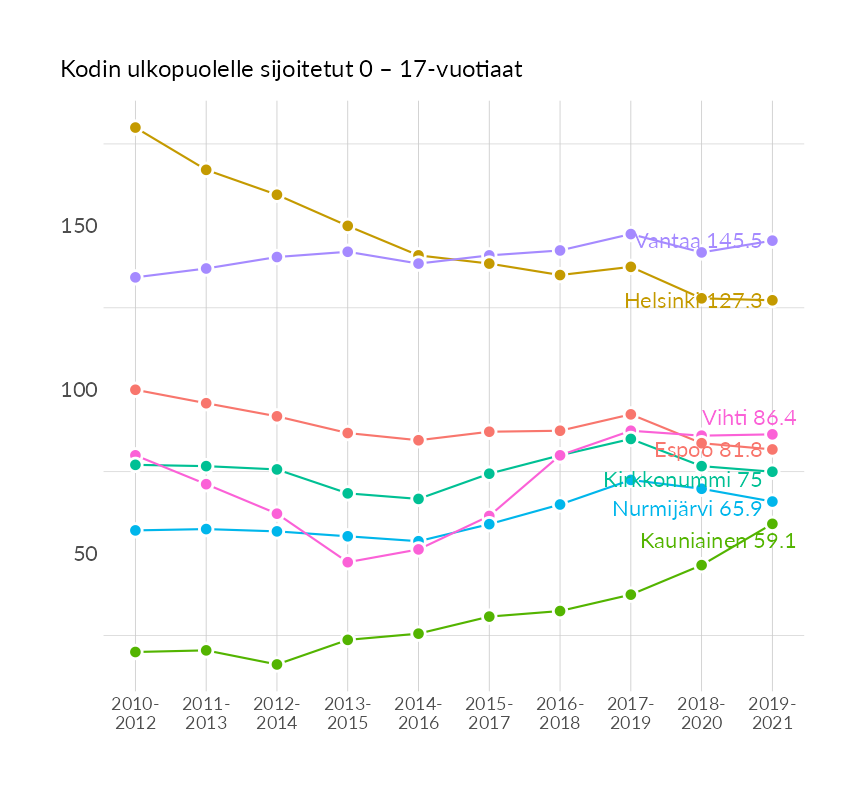 Kodin ulkopuolelle sijoitetut 0 – 17-vuotiaat
150
100
50
Vantaa 145.5
Helsinki 127.3
Vihti 86.4
Espoo 81.8
Kirkkonummi 75
Nurmijärvi 65.9
Kauniainen 59.1
2010- 2011- 2012- 2013- 2014- 2015- 2016- 2017- 2018- 2019-
2012 2013 2014 2015 2016 2017 2018 2019 2020 2021